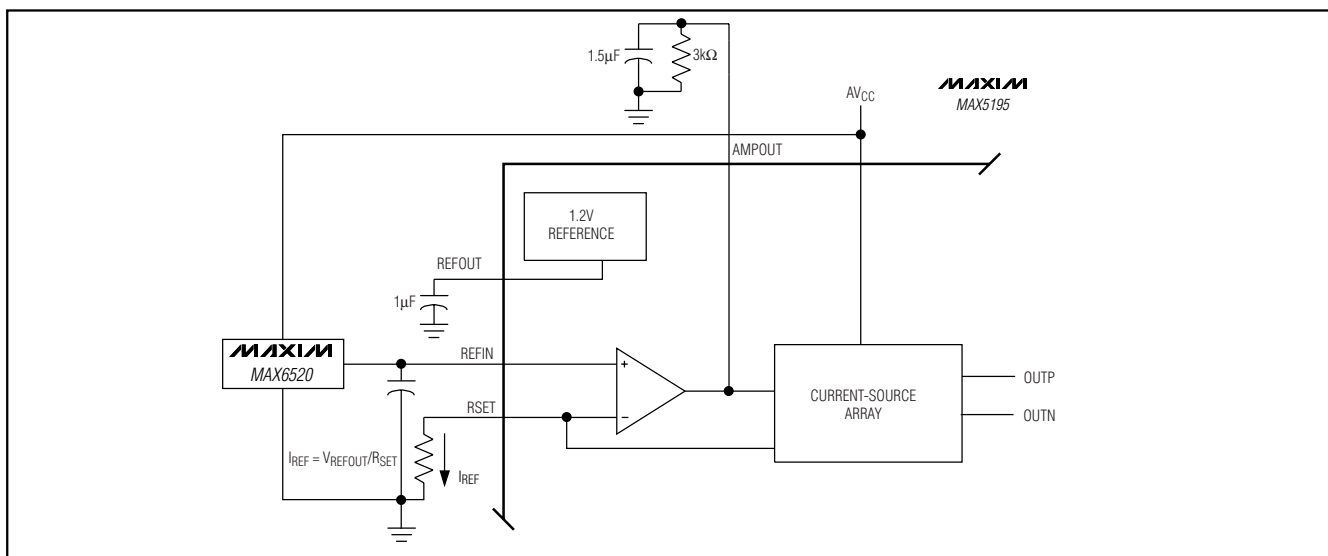 1.5µF
3kΩ
AVCC
MAXIM
MAX5195
AMPOUT
1.2V
REFERENCE
REFOUT
1µF
MAXIM
MAX6520
REFIN
+
RSET
−
CURRENT-SOURCE
ARRAY
OUTP
OUTN
IREF = VREFOUT/RSET
IREF